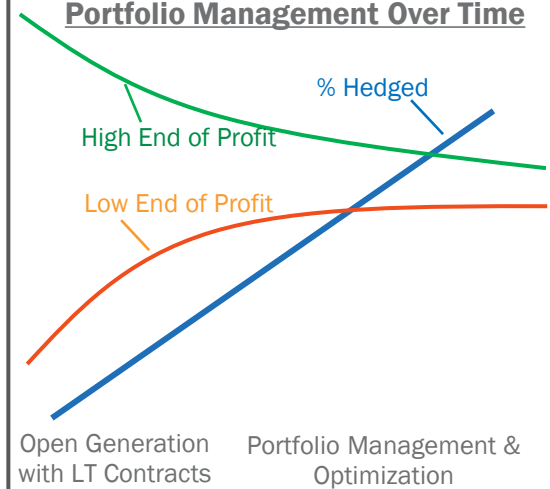 Portfolio Management Over Time
% Hedged
High End of Profit
Low End of Profit
Open Generation
with LT Contracts
Portfolio Management &
Optimization